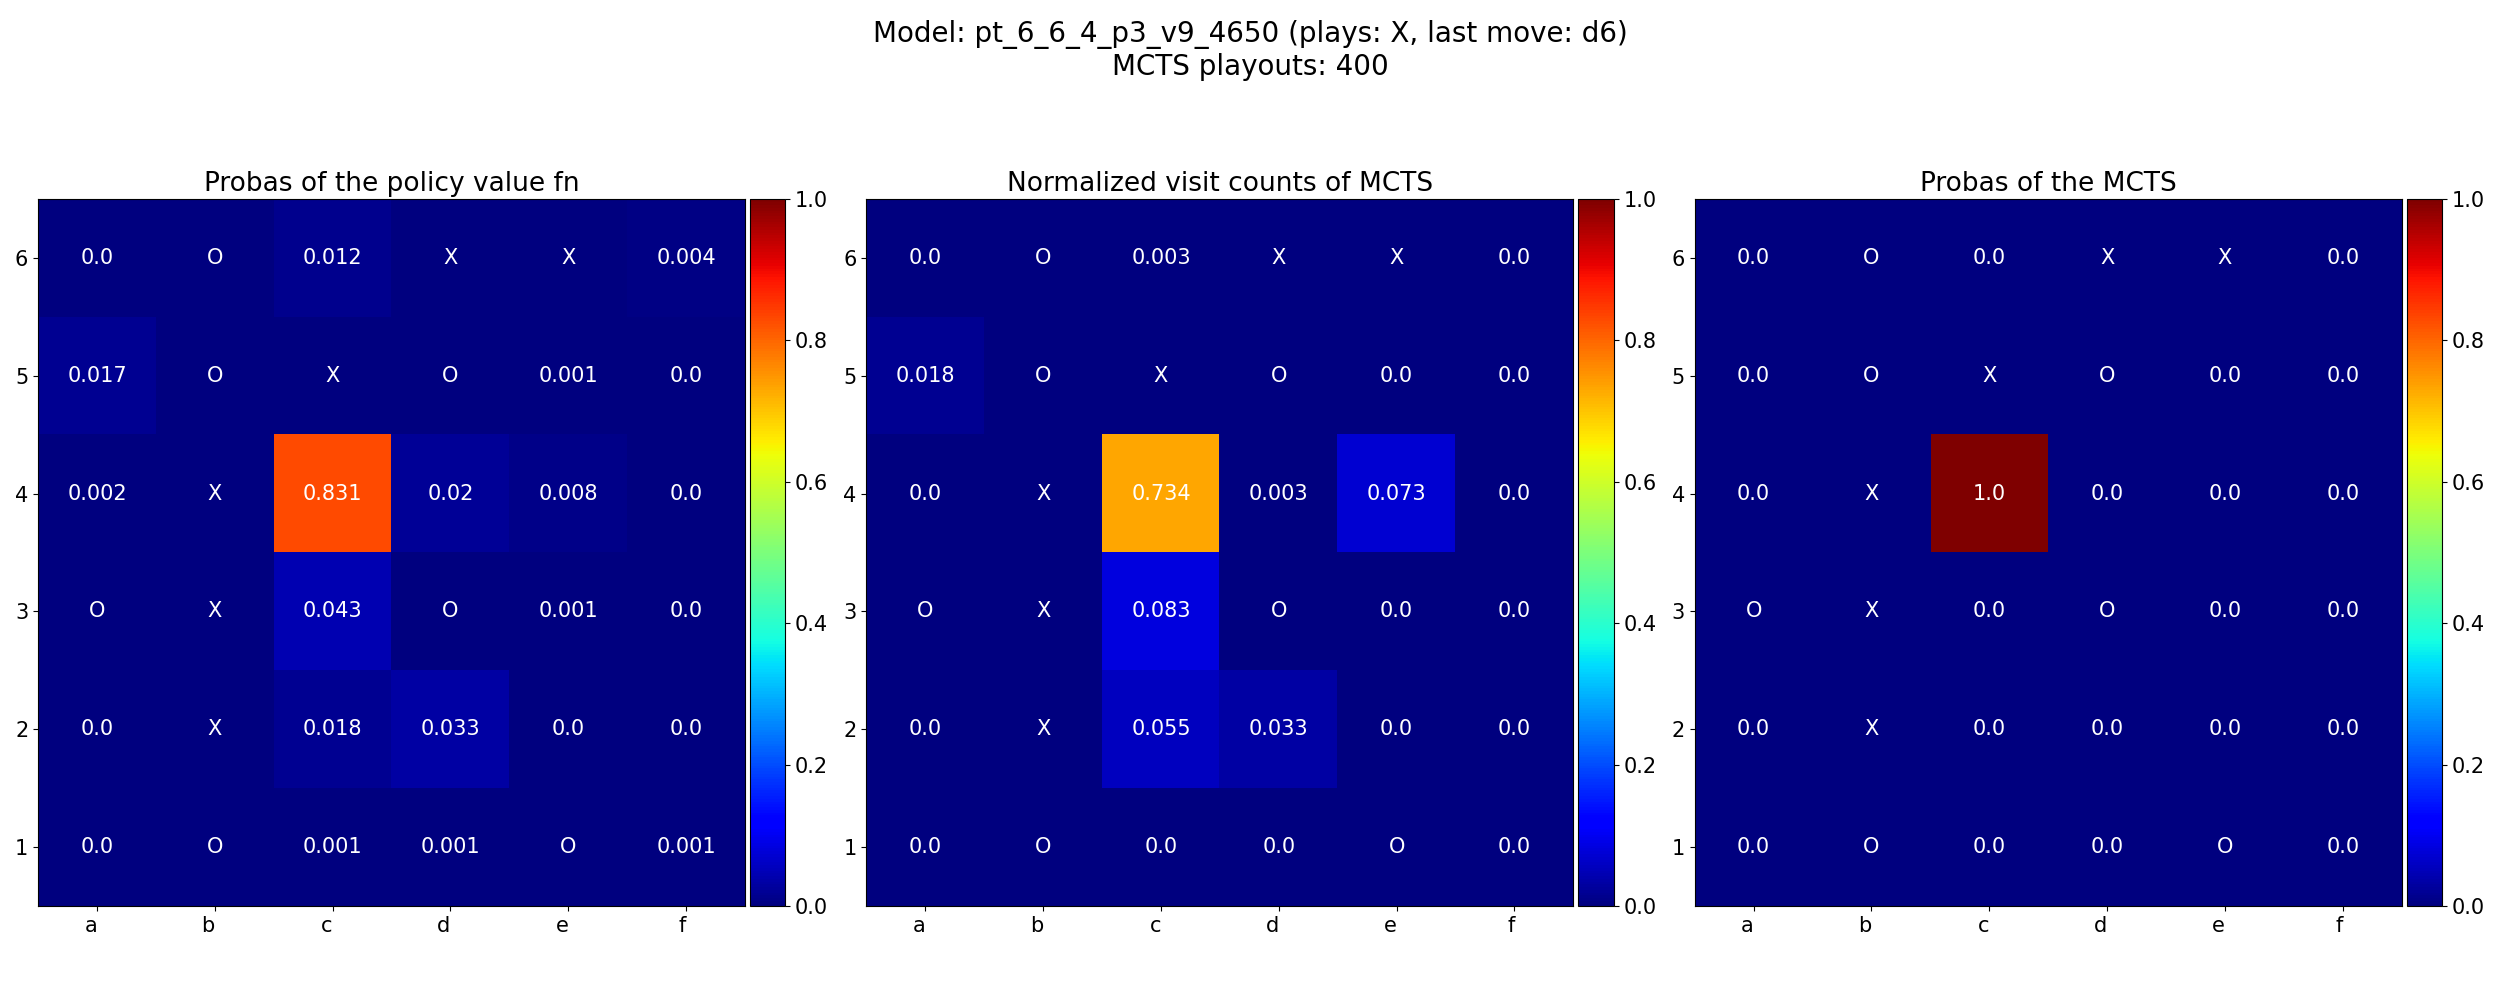 Model: pt_6_6_4_p3_v9_4650 (plays: X, last move: d6)
MCTS playouts: 400
Probas of the policy value fn
6 0.0 O 0.012 X X 0.004
5 0.017 O X O 0.001 0.0
4 0.002 X 0.831 0.02 0.008 0.0
3 O X 0.043 O 0.001 0.0
2 0.0 X 0.018 0.033 0.0 0.0
1 0.0 O 0.001 0.001 O 0.001
a b c d e f
1.0
0.8
0.6
0.4
0.2
0.0
Normalized visit counts of MCTS
6 0.0 O 0.003 X X 0.0
5 0.018 O X O 0.0 0.0
4 0.0 X 0.734 0.003 0.073 0.0
3 O X 0.083 O 0.0 0.0
2 0.0 X 0.055 0.033 0.0 0.0
1 0.0 O 0.0 0.0 O 0.0
a b c d e f
1.0
0.8
0.6
0.4
0.2
0.0
Probas of the MCTS
6 0.0 O 0.0 X X 0.0
5 0.0 O X O 0.0 0.0
4 0.0 X 1.0 0.0 0.0 0.0
3 O X 0.0 O 0.0 0.0
2 0.0 X 0.0 0.0 0.0 0.0
1 0.0 O 0.0 0.0 O 0.0
a b c d e f
1.0
0.8
0.6
0.4
0.2
0.0